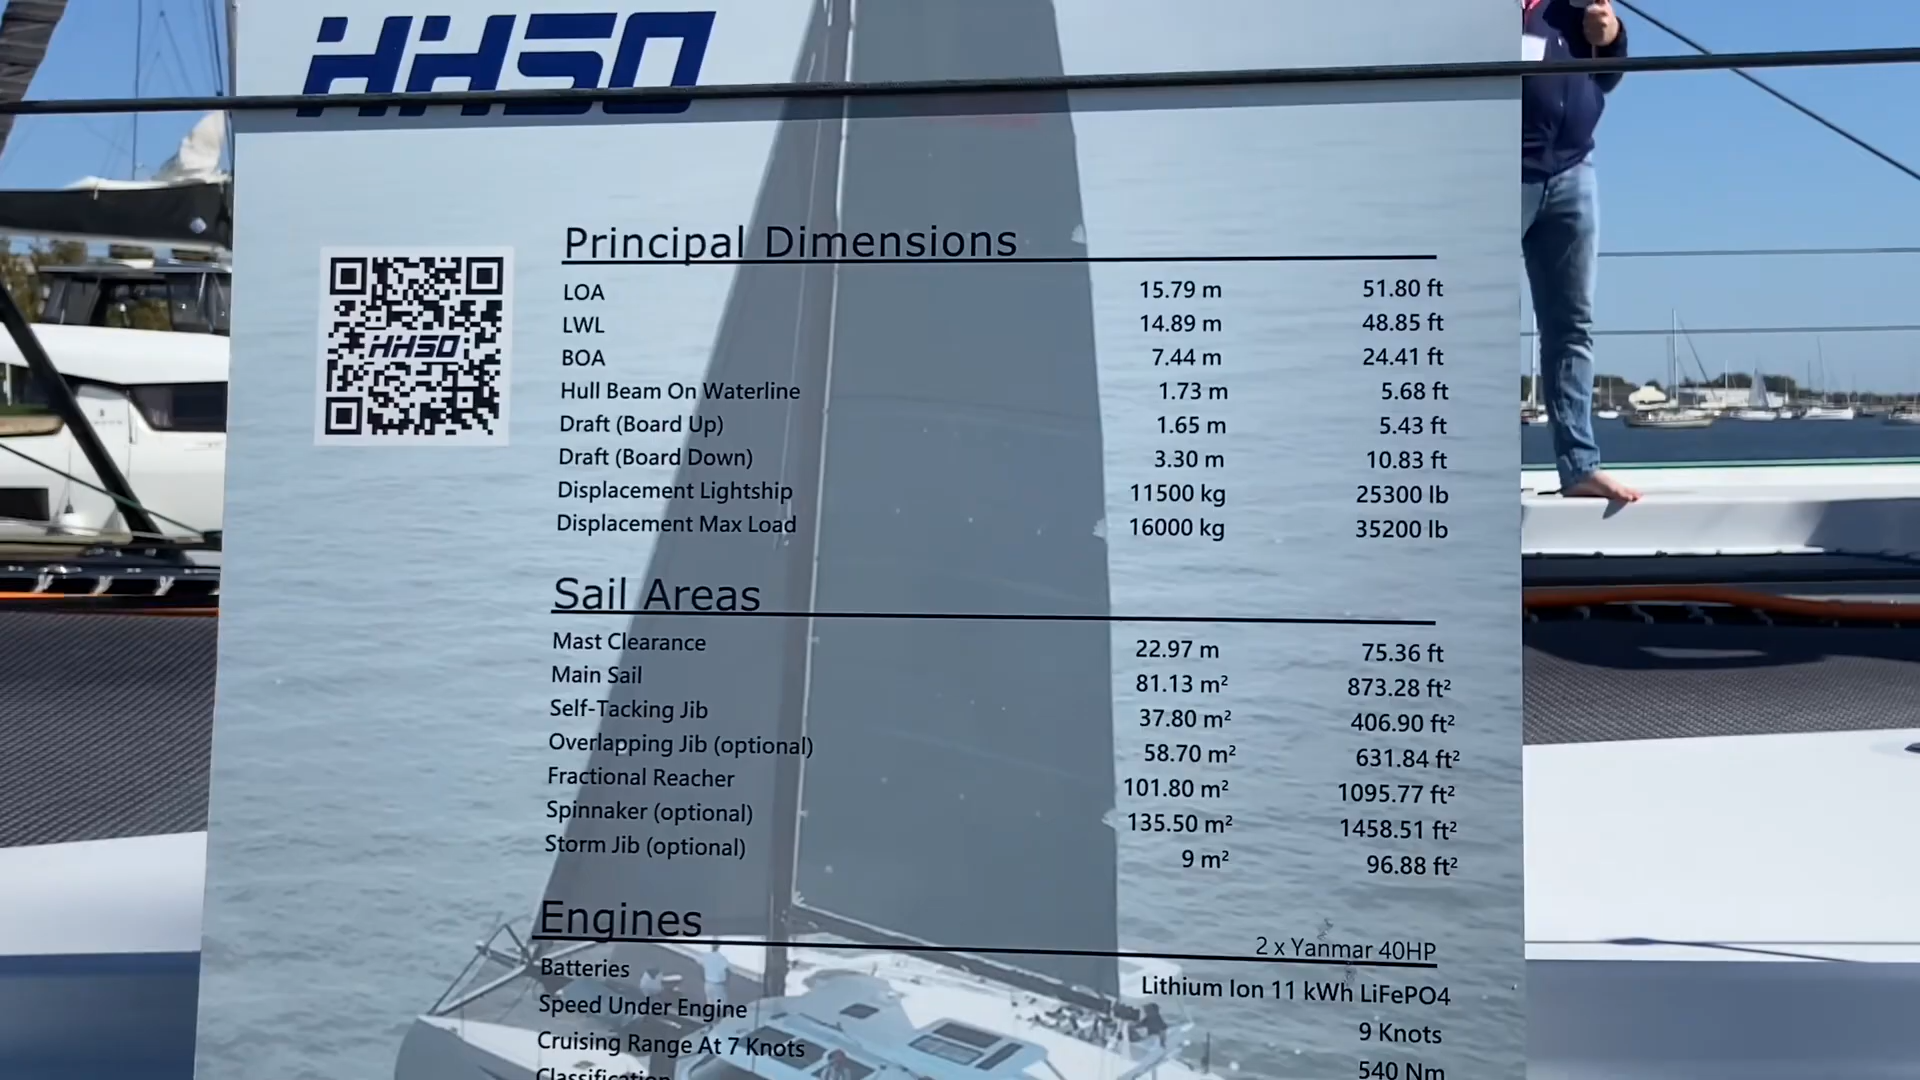 HH50
HH50
Principal Dimensions
LOA 15.79 m 51.80 ft
LWL 14.89 m 48.85 ft
BOA 7.44 m 24.41 ft
Hull Beam On Waterline 1.73 m 5.68 ft
Draft (Board Up) 1.65 m 5.43 ft
Draft (Board Down) 3.30 m 10.83 ft
Displacement Lightship 11500 kg 25300 lb
Displacement Max Load 16000 kg 35200 lb
Sail Areas
Mast Clearance 22.97 m 75.36 ft
Main Sail 81.13 m² 873.28 ft²
Self-Tacking Jib 37.80 m² 406.90 ft²
Overlapping Jib (optional) 58.70 m² 631.84 ft²
Fractional Reacher 101.80 m² 1095.77 ft²
Spinnaker (optional) 135.50 m² 1458.51 ft²
Storm Jib (optional) 9 m² 96.88 ft²
Engines 2 x Yanmar 40HP
Batteries Lithium Ion 11 kWh LiFePO4
Speed Under Engine 9 Knots
Cruising Range At 7 Knots 540 Nm
Classification